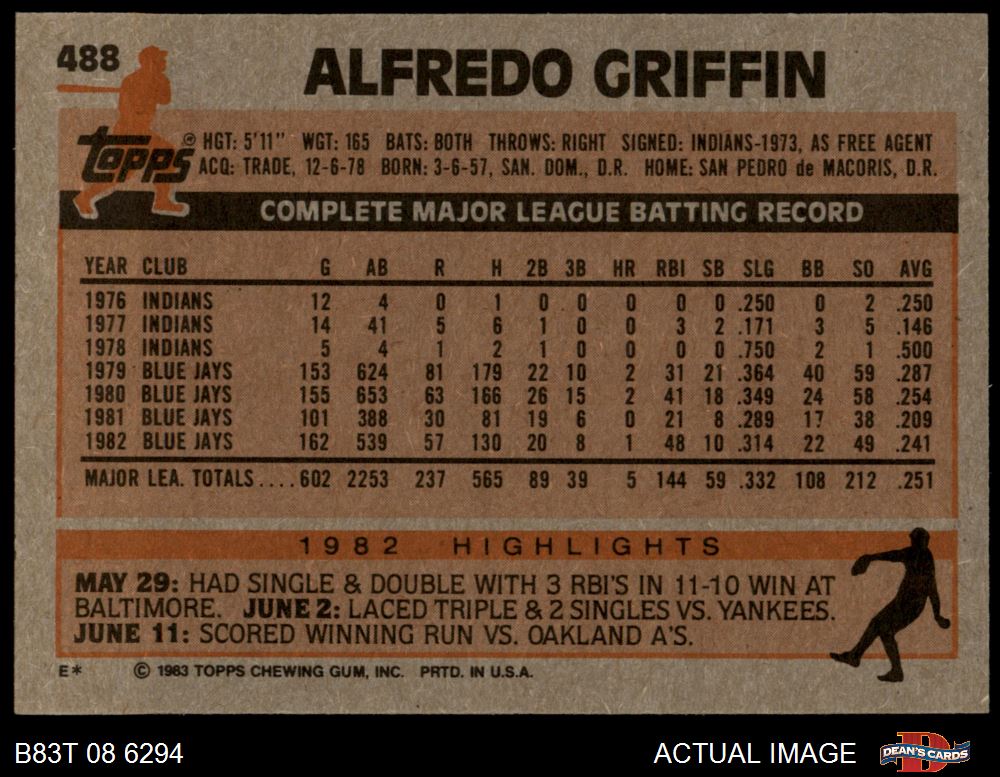 488
ALFREDO GRIFFIN
topps® HGT: 5'11" WGT: 165 BATS: BOTH THROWS: RIGHT SIGNED: INDIANS-1973, AS FREE AGENT
ACQ: TRADE, 12-6-78 BORN: 3-6-57, SAN. DOM., D.R. HOME: SAN PEDRO de MACORIS, D.R.
COMPLETE MAJOR LEAGUE BATTING RECORD
YEAR CLUB G AB R H 2B 3B HR RBI SB SLG BB SO AVG
1976 INDIANS 12 4 0 1 0 0 0 0 0 .250 0 2 .250
1977 INDIANS 14 41 5 6 1 0 0 3 2 .171 3 5 .146
1978 INDIANS 5 4 1 2 1 0 0 0 0 .750 2 1 .500
1979 BLUE JAYS 153 624 81 179 22 10 2 31 21 .364 40 59 .287
1980 BLUE JAYS 155 653 63 166 26 15 2 41 18 .349 24 58 .254
1981 BLUE JAYS 101 388 30 81 19 6 0 21 8 .289 17 38 .209
1982 BLUE JAYS 162 539 57 130 20 8 1 48 10 .314 22 49 .241
MAJOR LEA. TOTALS....602 2253 237 565 89 39 5 144 59 .332 108 212 .251
1982 HIGHLIGHTS
MAY 29: HAD SINGLE & DOUBLE WITH 3 RBI'S IN 11-10 WIN AT
BALTIMORE. JUNE 2: LACED TRIPLE & 2 SINGLES VS. YANKEES.
JUNE 11: SCORED WINNING RUN VS. OAKLAND A'S.
E* © 1983 TOPPS CHEWING GUM, INC. PRTD. IN U.S.A.
B83T 08 6294 ACTUAL IMAGE D DEAN'S CARDS